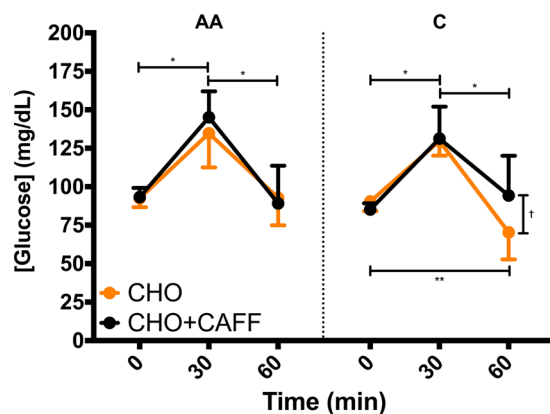 AA
C
[Glucose] (mg/dL)
200
175
150
125
100
75
50
25
0
* * * *
†
**
CHO
CHO+CAFF
0 30 60 0 30 60
Time (min)